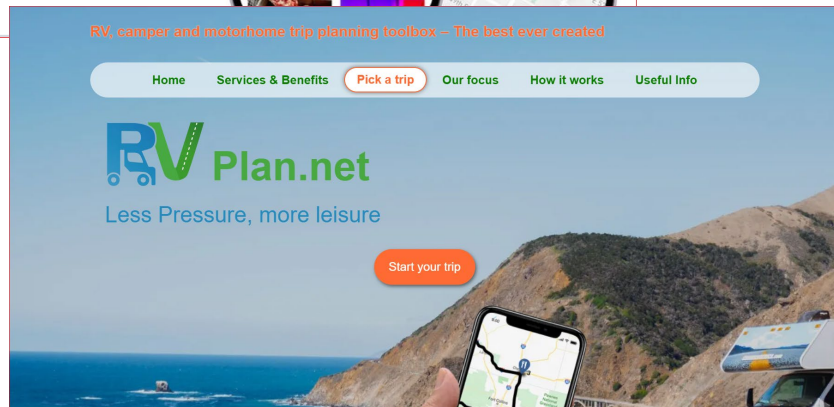 RV, camper and motorhome trip planning toolbox – The best ever created
Home Services & Benefits Pick a trip Our focus How it works Useful Info
RV Plan.net
Less Pressure, more leisure
Start your trip